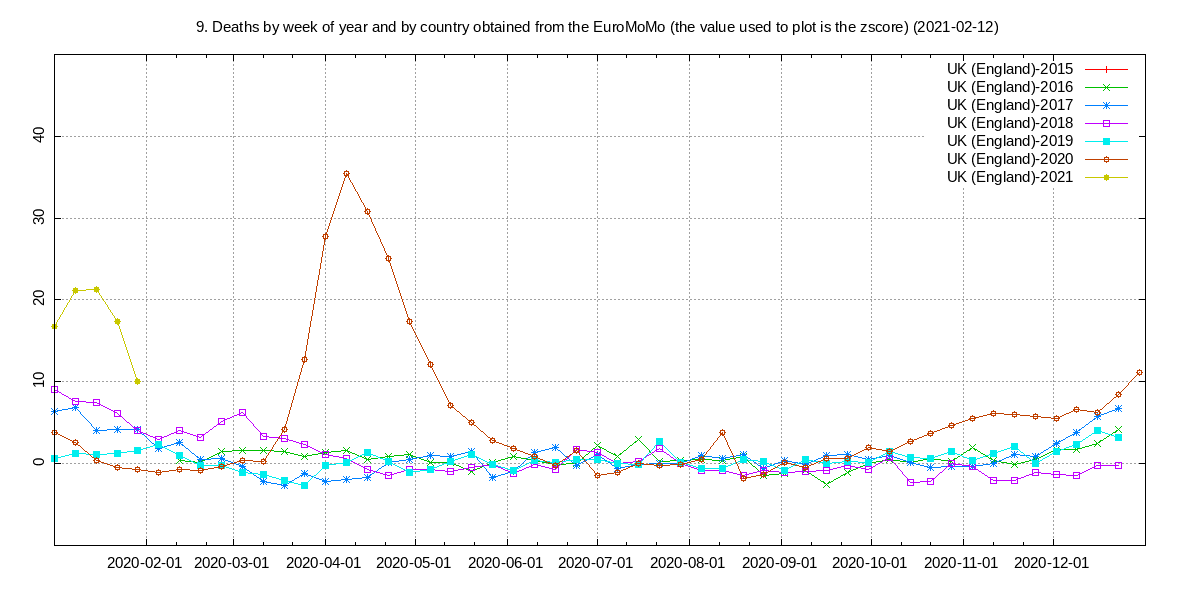 9. Deaths by week of year and by country obtained from the EuroMoMo (the value used to plot is the zscore) (2021-02-12)
UK (England)-2015
UK (England)-2016
UK (England)-2017
UK (England)-2018
UK (England)-2019
UK (England)-2020
UK (England)-2021
40
30
20
10
0
2020-02-01 2020-03-01 2020-04-01 2020-05-01 2020-06-01 2020-07-01 2020-08-01 2020-09-01 2020-10-01 2020-11-01 2020-12-01